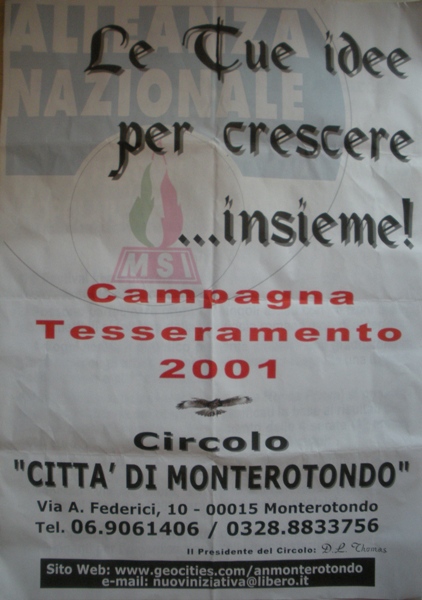 ALLEANZA
NAZIONALE
Le Tue idee
per crescere
...insieme!
MSI
Campagna
Tesseramento
2001
Circolo
"CITTA' DI MONTEROTONDO"
Via A. Federici, 10 - 00015 Monterotondo
Tel. 06.9061406 / 0328.8833756
Il Presidente del Circolo: D.L. Thomas
Sito Web: www.geocities.com/anmonterotondo
e-mail: nuoviniziativa@libero.it